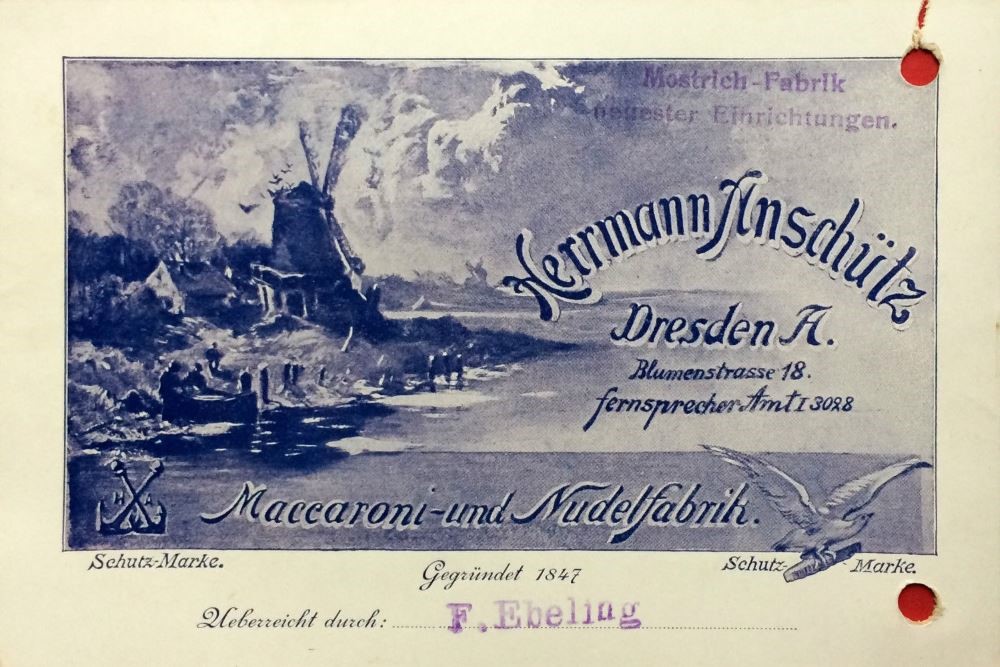 Mostrich-Fabrik
neuester Einrichtungen.
Herrmann Anschütz
Dresden A.
Blumenstrasse 18.
Fernsprecher-Amt I 3028
H A
Maccaroni- und Nudelfabrik.
Schutz-Marke.
Schutz-Marke.
Gegründet 1847
Ueberreicht durch: F. Ebeling